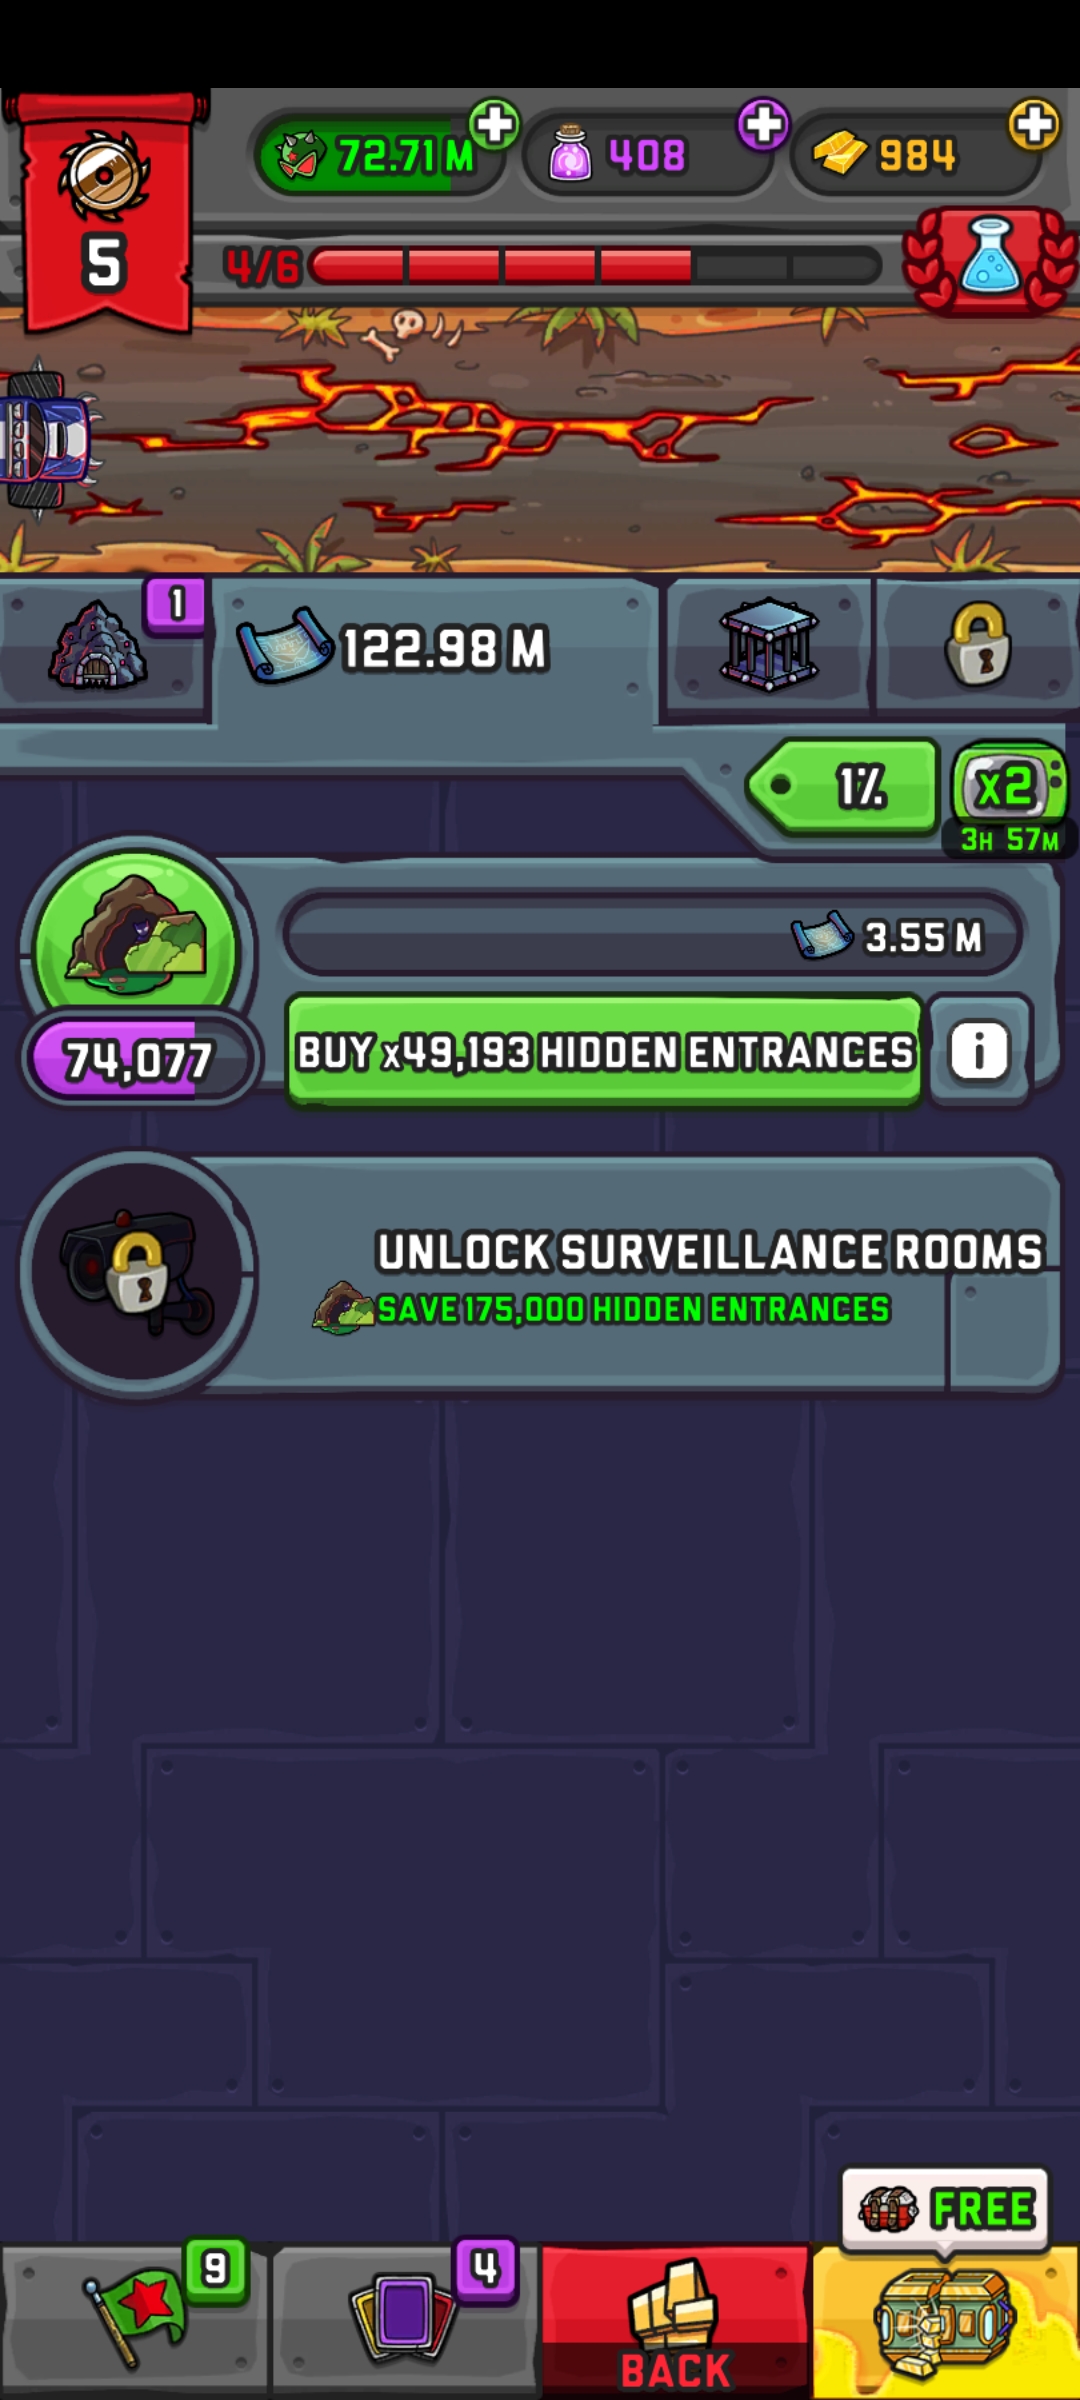 72.71 M
408
984
5
4/6
1
122.98 M
1%
x2
3H 57M
3.55 M
74,077
BUY x49,193 HIDDEN ENTRANCES
i
UNLOCK SURVEILLANCE ROOMS
SAVE 175,000 HIDDEN ENTRANCES
FREE
9
4
BACK